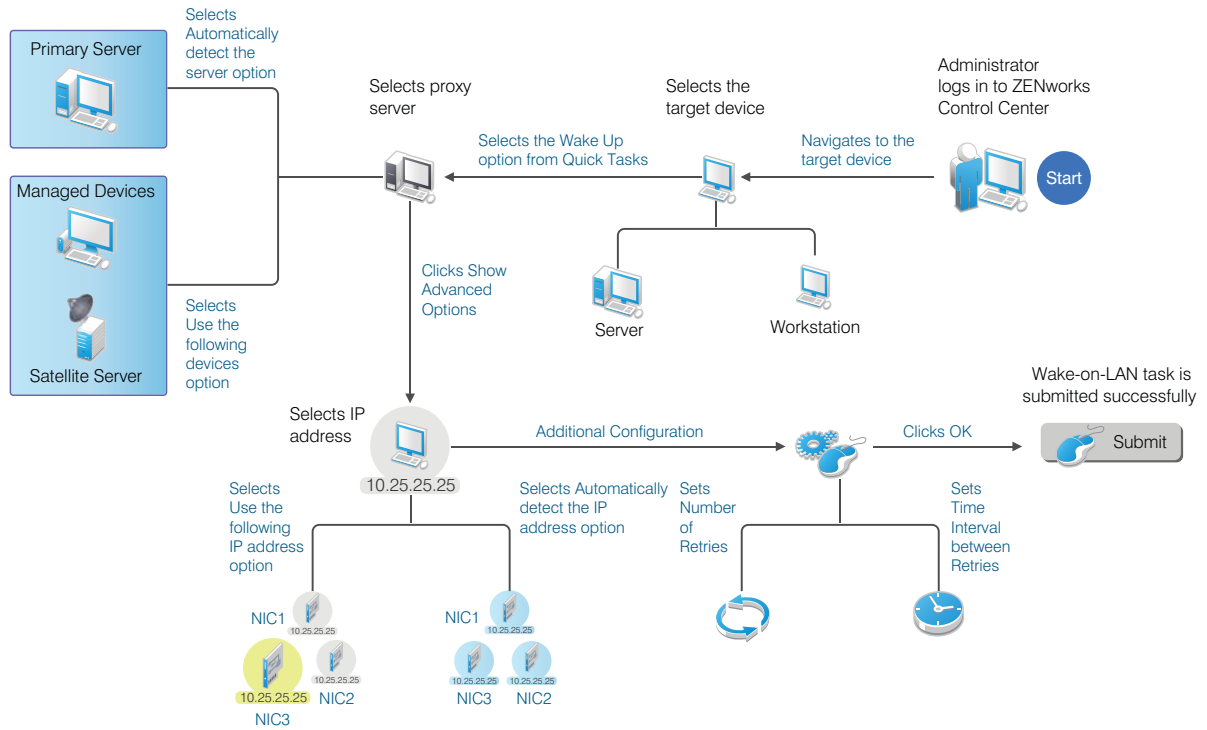 Selects
Automatically
detect the
server option
Primary Server
Managed Devices
Satellite Server
Selects
Use the
following
devices
option
Selects proxy
server
Selects the Wake Up
option from Quick Tasks
Selects the
target device
Navigates to the
target device
Administrator
logs in to ZENworks
Control Center
Start
Server
Workstation
Clicks Show
Advanced
Options
Selects IP
address
10.25.25.25
Additional Configuration
Clicks OK
Wake-on-LAN task is
submitted successfully
Submit
Selects
Use the
following
IP address
option
Selects Automatically
detect the IP
address option
Sets
Number
of
Retries
Sets
Time
Interval
between
Retries
NIC1
10.25.25.25
10.25.25.25
NIC3
10.25.25.25
NIC2
NIC1
10.25.25.25
10.25.25.25
NIC3
10.25.25.25
NIC2